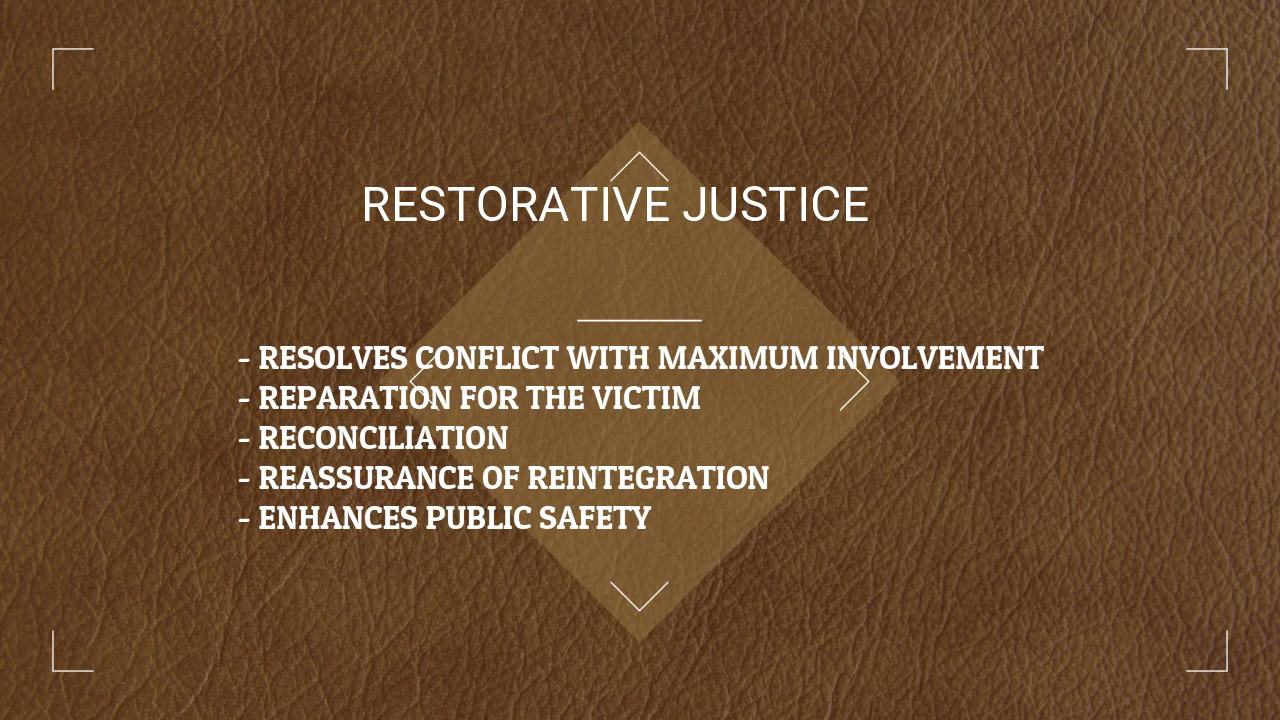 RESTORATIVE JUSTICE
- RESOLVES CONFLICT WITH MAXIMUM INVOLVEMENT
- REPARATION FOR THE VICTIM
- RECONCILIATION
- REASSURANCE OF REINTEGRATION
- ENHANCES PUBLIC SAFETY